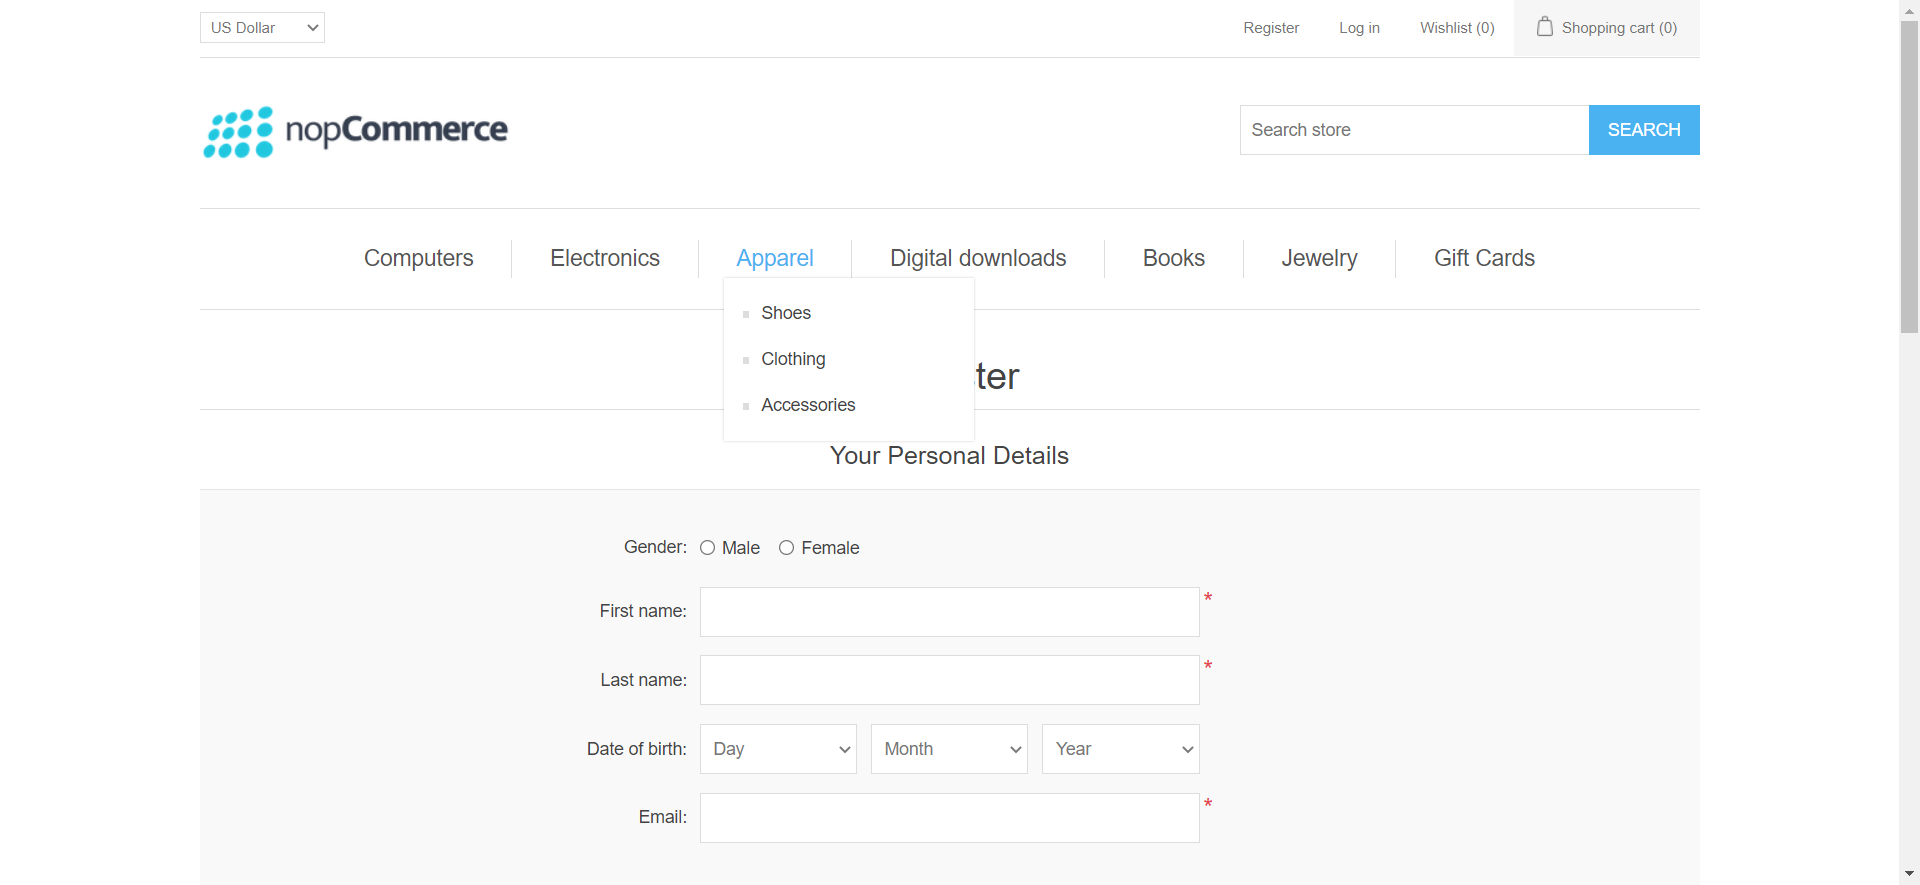 US Dollar Register Log in Wishlist (0) Shopping cart (0)
nopCommerce Search store SEARCH
Computers Electronics Apparel Digital downloads Books Jewelry Gift Cards
Shoes
Clothing
ster
Accessories
Your Personal Details
Gender: Male Female
First name: *
Last name: *
Date of birth: Day Month Year
Email: *